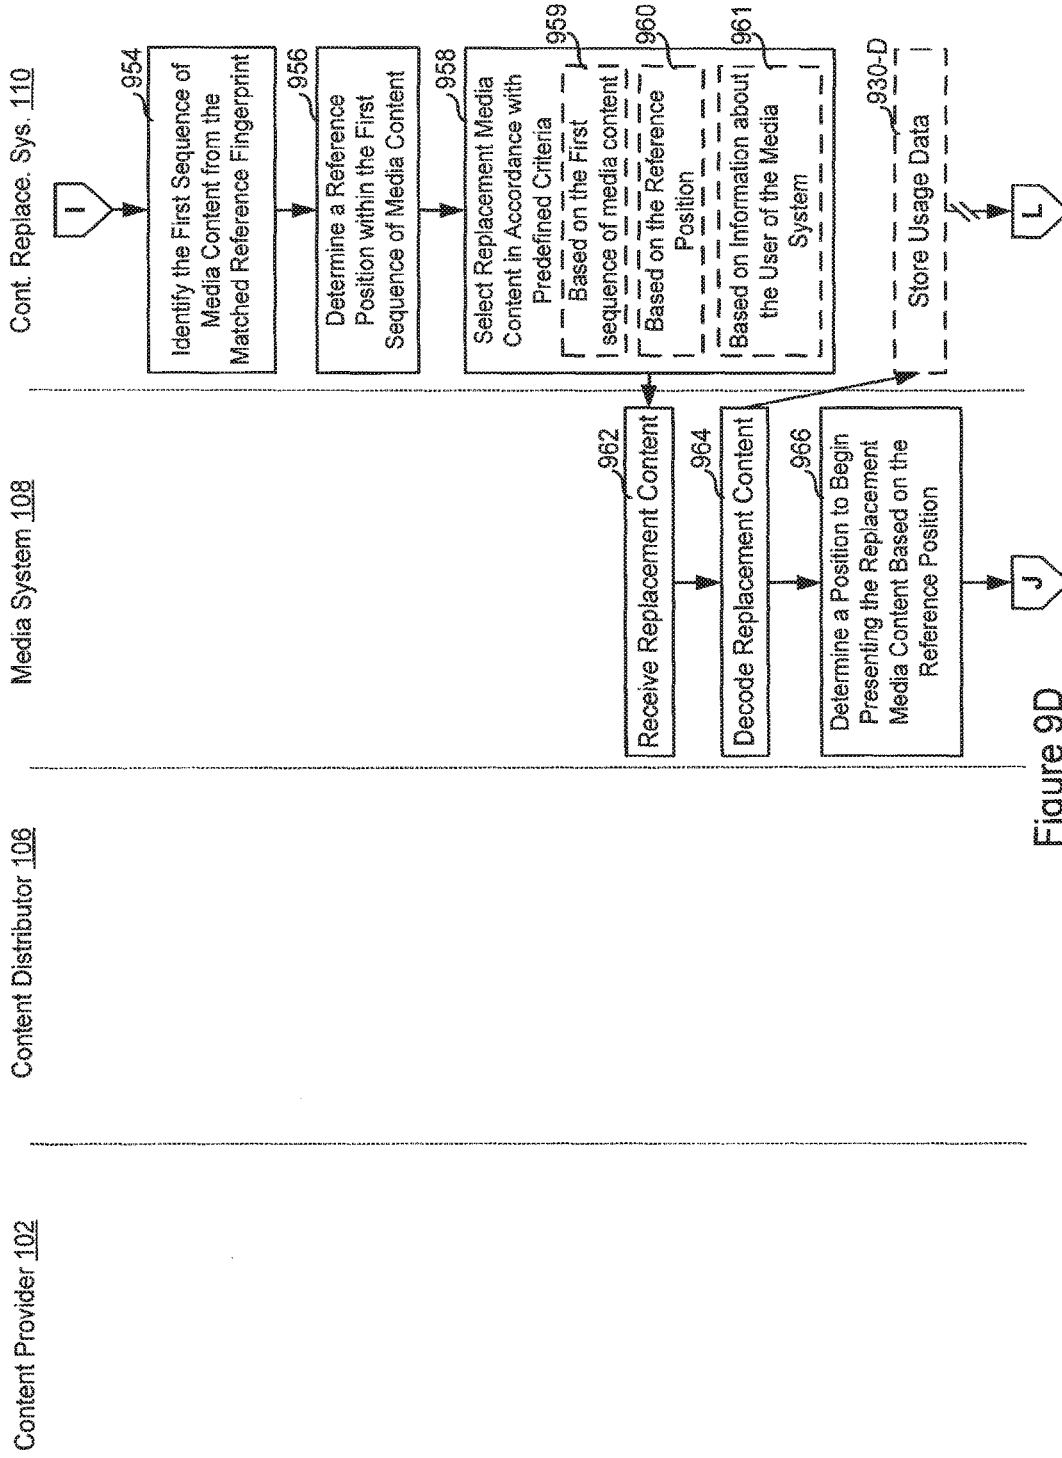 Content Provider 102
Content Distributor 106
Media System 108
Cont. Replace. Sys. 110
I
954
Identify the First Sequence of
Media Content from the
Matched Reference Fingerprint
956
Determine a Reference
Position within the First
Sequence of Media Content
958
Select Replacement Media
Content in Accordance with
Predefined Criteria
959
Based on the First
sequence of media content
960
Based on the Reference
Position
961
Based on Information about
the User of the Media
System
962
Receive Replacement Content
964
Decode Replacement Content
930-D
Store Usage Data
966
Determine a Position to Begin
Presenting the Replacement
Media Content Based on the
Reference Position
J
L
Figure 9D